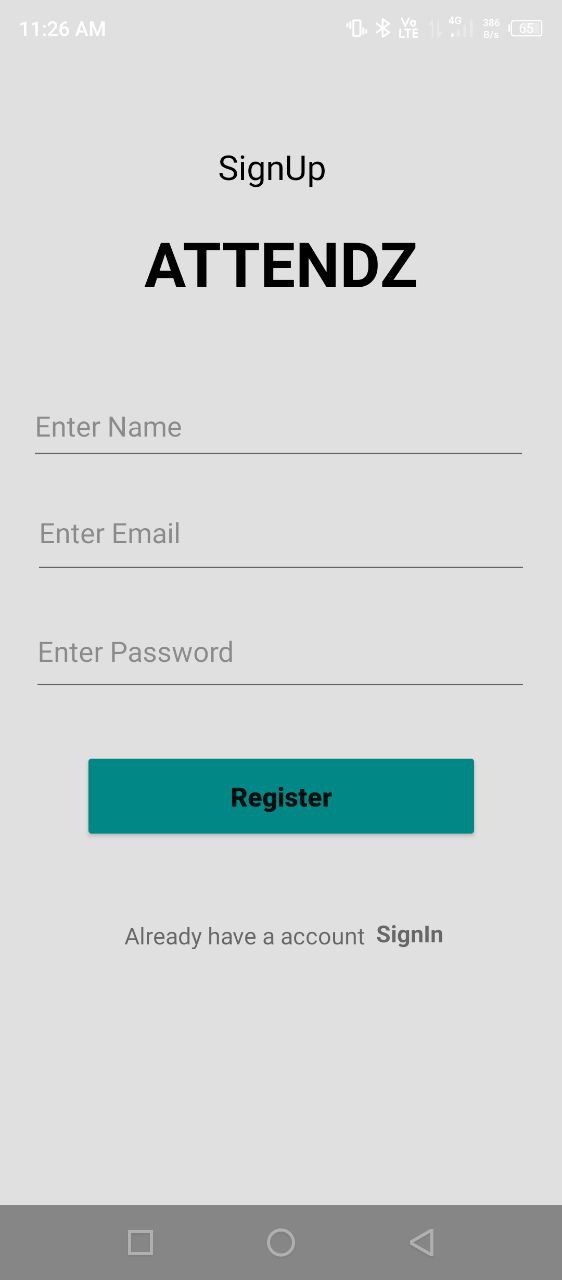 11:26 AM Vo LTE 4G 386 B/s 65
SignUp
ATTENDZ
Enter Name
Enter Email
Enter Password
Register
Already have a account SignIn